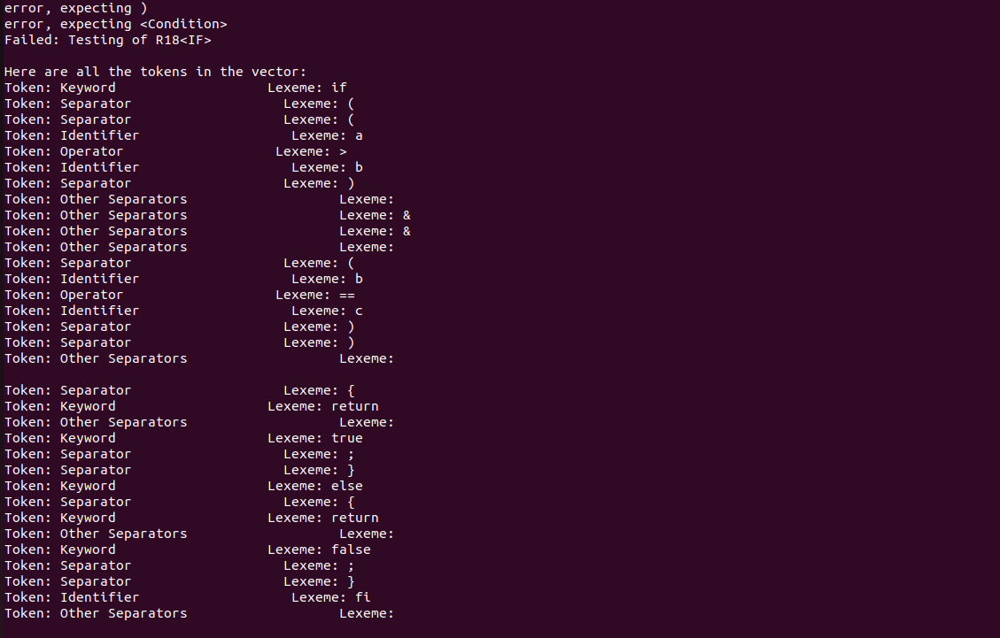 error, expecting )
error, expecting <Condition>
Failed: Testing of R18<IF>
Here are all the tokens in the vector:
Token: Keyword                   Lexeme: if
Token: Separator                   Lexeme: (
Token: Separator                   Lexeme: (
Token: Identifier                   Lexeme: a
Token: Operator                   Lexeme: >
Token: Identifier                   Lexeme: b
Token: Separator                   Lexeme: )
Token: Other Separators                   Lexeme:
Token: Other Separators                   Lexeme: &
Token: Other Separators                   Lexeme: &
Token: Other Separators                   Lexeme:
Token: Separator                   Lexeme: (
Token: Identifier                   Lexeme: b
Token: Operator                   Lexeme: ==
Token: Identifier                   Lexeme: c
Token: Separator                   Lexeme: )
Token: Separator                   Lexeme: )
Token: Other Separators                   Lexeme:
Token: Separator                   Lexeme: {
Token: Keyword                   Lexeme: return
Token: Other Separators                   Lexeme:
Token: Keyword                   Lexeme: true
Token: Separator                   Lexeme: ;
Token: Separator                   Lexeme: }
Token: Keyword                   Lexeme: else
Token: Separator                   Lexeme: {
Token: Keyword                   Lexeme: return
Token: Other Separators                   Lexeme:
Token: Keyword                   Lexeme: false
Token: Separator                   Lexeme: ;
Token: Separator                   Lexeme: }
Token: Identifier                   Lexeme: fi
Token: Other Separators                   Lexeme: